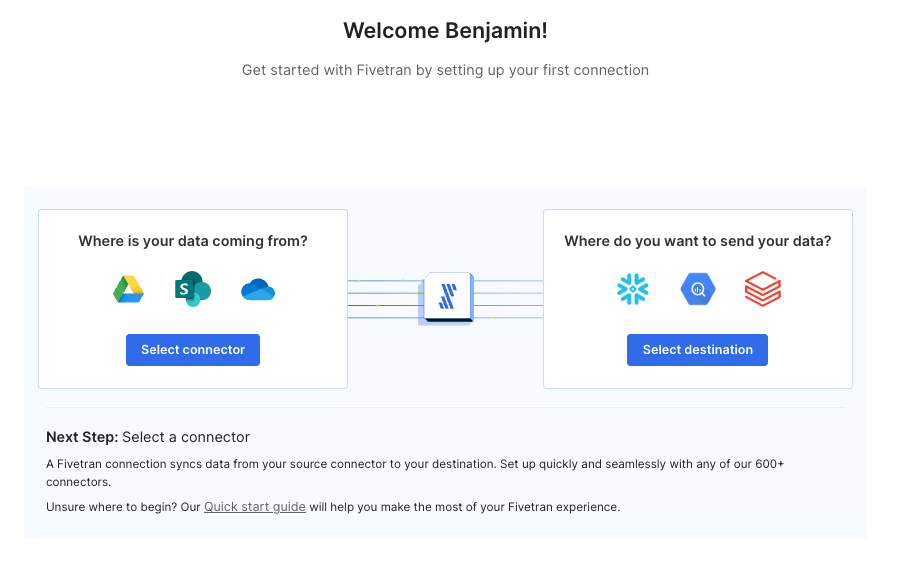 Welcome Benjamin!
Get started with Fivetran by setting up your first connection
Where is your data coming from?
S
Select connector
Where do you want to send your data?
Select destination
Next Step: Select a connector
A Fivetran connection syncs data from your source connector to your destination. Set up quickly and seamlessly with any of our 600+
connectors.
Unsure where to begin? Our Quick start guide will help you make the most of your Fivetran experience.